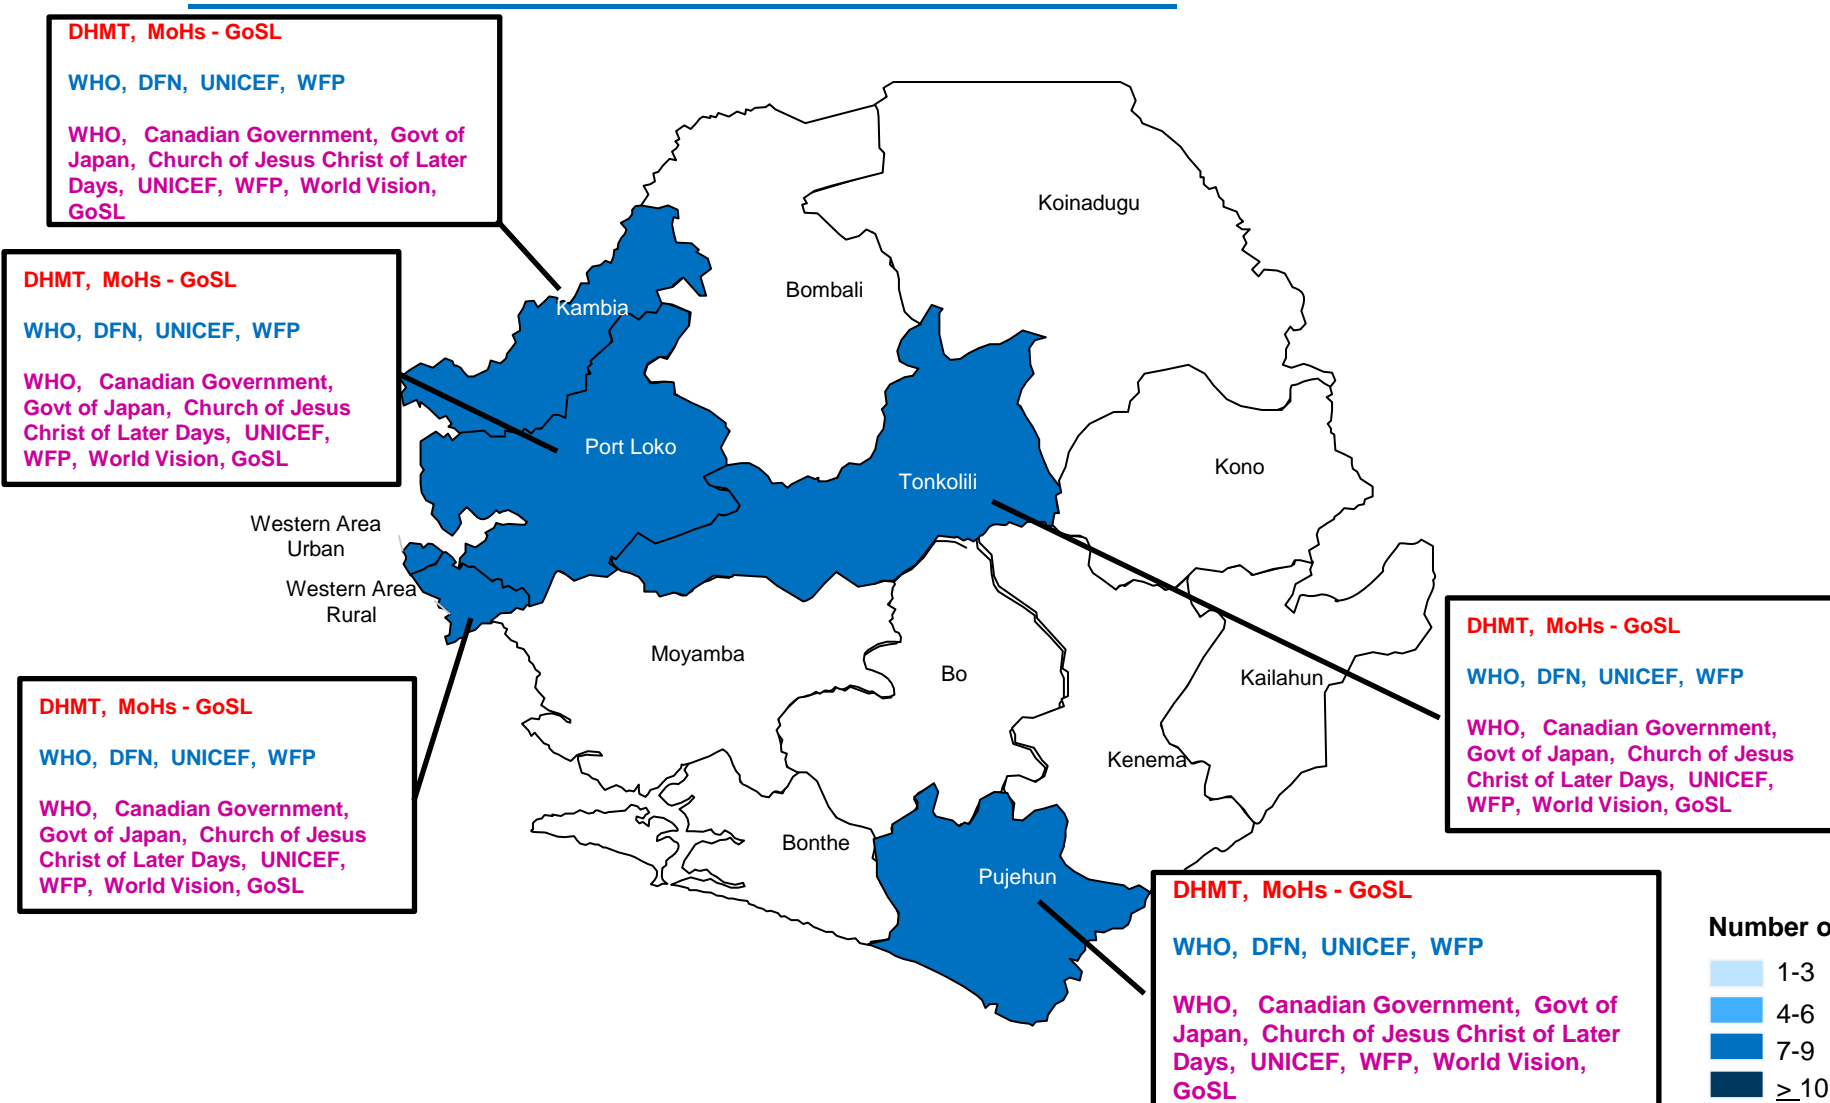 DHMT, MoHs - GoSL
WHO, DFN, UNICEF, WFP
WHO, Canadian Government, Govt of
Japan, Church of Jesus Christ of Later
Days, UNICEF, WFP, World Vision,
GoSL
DHMT, MoHs - GoSL
WHO, DFN, UNICEF, WFP
WHO, Canadian Government,
Govt of Japan, Church of Jesus
Christ of Later Days, UNICEF,
WFP, World Vision, GoSL
Koinadugu
Bombali
Kambia
Port Loko
Tonkolili
Kono
Western Area
Urban
Western Area
Rural
Moyamba
Bo
Kailahun
Kenema
Bonthe
Pujehun
DHMT, MoHs - GoSL
WHO, DFN, UNICEF, WFP
WHO, Canadian Government,
Govt of Japan, Church of Jesus
Christ of Later Days, UNICEF,
WFP, World Vision, GoSL
DHMT, MoHs - GoSL
WHO, DFN, UNICEF, WFP
WHO, Canadian Government,
Govt of Japan, Church of Jesus
Christ of Later Days, UNICEF,
WFP, World Vision, GoSL
DHMT, MoHs - GoSL
WHO, DFN, UNICEF, WFP
WHO, Canadian Government, Govt of
Japan, Church of Jesus Christ of Later
Days, UNICEF, WFP, World Vision,
GoSL
Number o
1-3
4-6
7-9
≥ 10